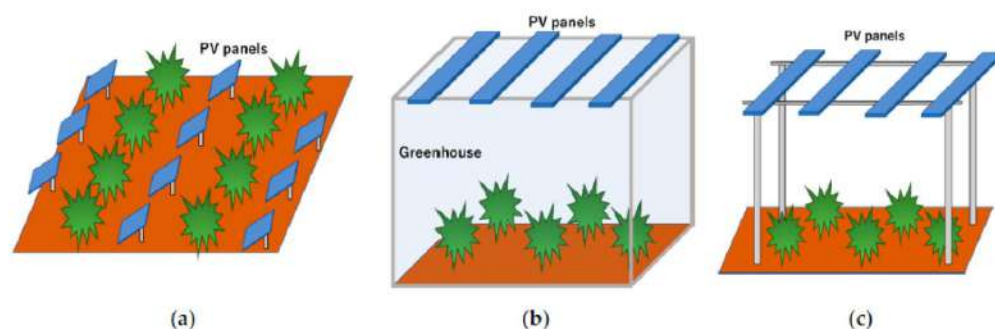 PV panels
PV panels
PV panels
Greenhouse
(a)
(b)
(c)